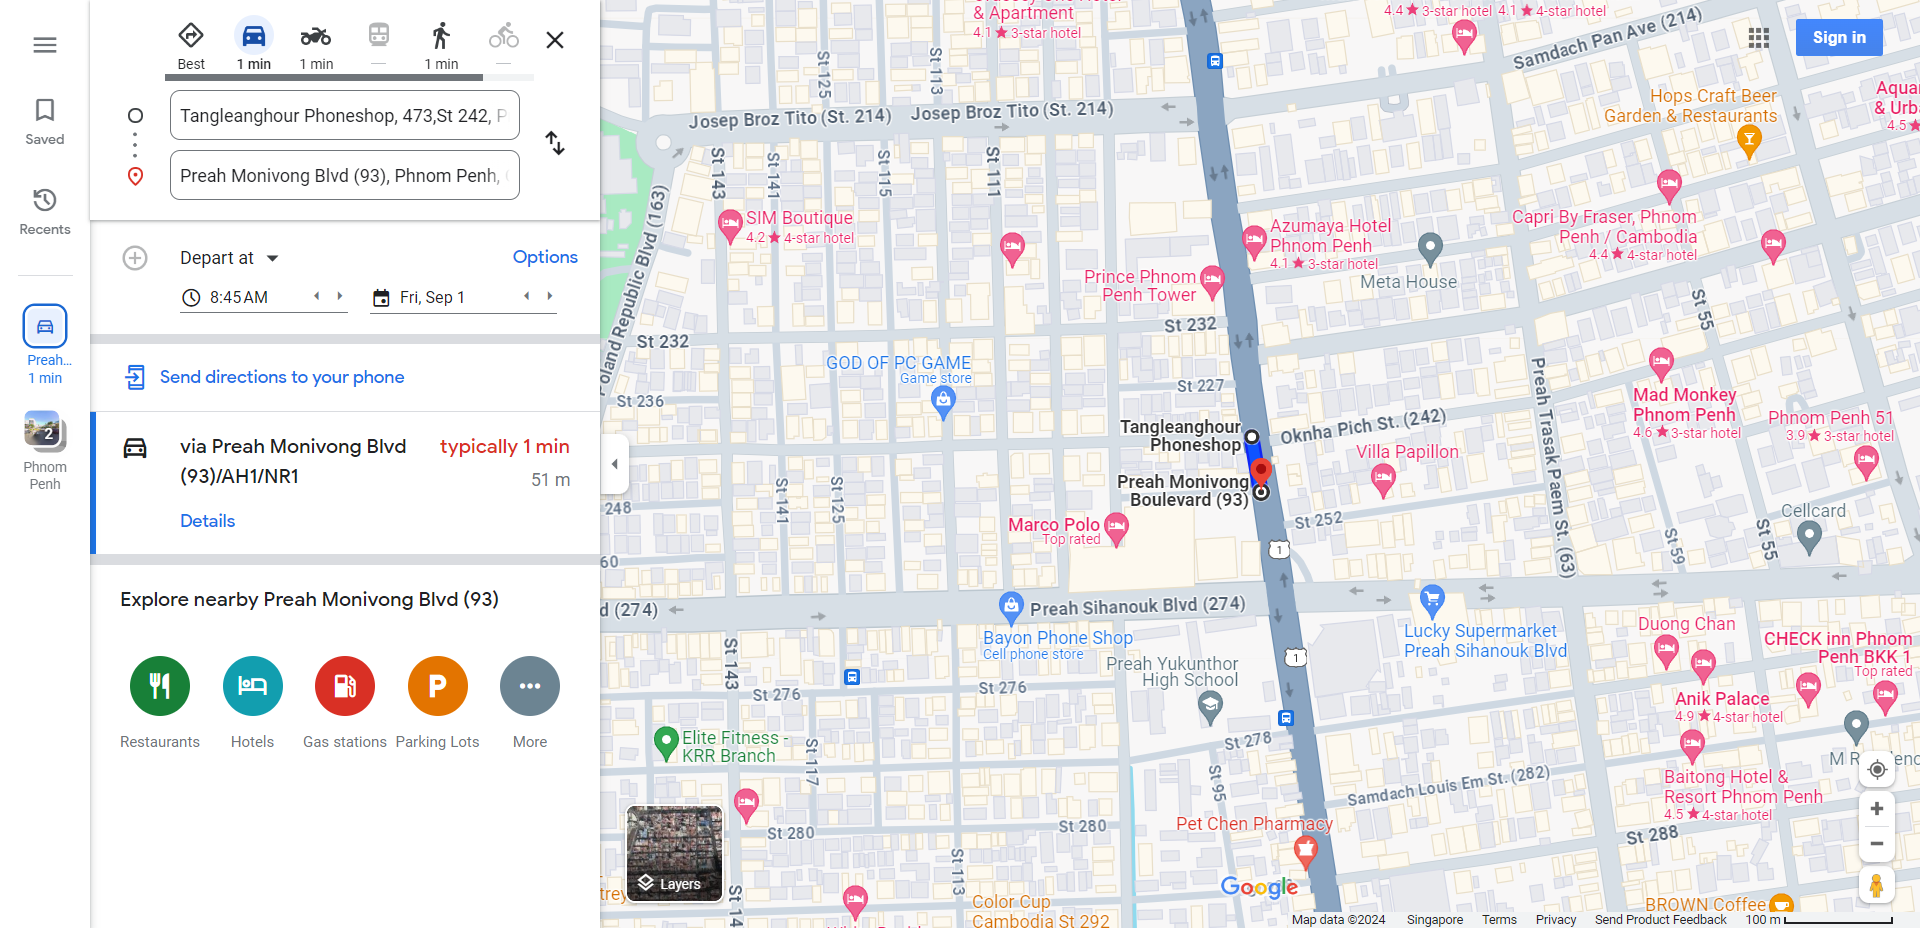 Saved
Recents
Preah...
1 min
2
Phnom
Penh
Best
1 min
1 min
—
1 min
—
Tangleanghour Phoneshop, 473,St 242, P
Preah Monivong Blvd (93), Phnom Penh,
Depart at
Options
8:45 AM
Fri, Sep 1
Send directions to your phone
via Preah Monivong Blvd
(93)/AH1/NR1
typically 1 min
51 m
Details
Explore nearby Preah Monivong Blvd (93)
P
Restaurants
Hotels
Gas stations
Parking Lots
More
& Apartment
4.1 ★ 3-star hotel
4.4 ★ 3-star hotel
4.1 ★ 4-star hotel
Samdach Pan Ave (214)
Sign in
Hops Craft Beer
Garden & Restaurants
Aqua
& Urb
4.5 ★
St 125
St 113
Josep Broz Tito (St. 214)
Josep Broz Tito (St. 214)
St 143
St 141
St 115
St 111
SIM Boutique
4.2 ★ 4-star hotel
oland Republic Blvd (163)
Azumaya Hotel
Phnom Penh
4.1 ★ 3-star hotel
Meta House
Capri By Fraser, Phnom
Penh / Cambodia
4.4 ★ 4-star hotel
Prince Phnom
Penh Tower
St 232
St 232
St 55
GOD OF PC GAME
Game store
St 227
St 236
Preah Trasak Paem St. (63)
Mad Monkey
Phnom Penh
4.6 ★ 3-star hotel
Phnom Penh 51
3.9 ★ 3-star hotel
Tangleanghour
Phoneshop
Oknha Pich St. (242)
Villa Papillon
Preah Monivong
Boulevard (93)
St 141
St 125
248
Marco Polo
Top rated
St 252
Cellcard
St 59
St 55
60
1
d (274)
Preah Sihanouk Blvd (274)
Bayon Phone Shop
Cell phone store
Lucky Supermarket
Preah Sihanouk Blvd
Duong Chan
CHECK inn Phnom
Penh BKK 1
Top rated
St 143
1
Preah Yukunthor
High School
St 276
St 276
Anik Palace
4.9 ★ 4-star hotel
Elite Fitness -
KRR Branch
St 117
St 278
M R
enc
St 95
Samdach Louis Em St. (282)
Baitong Hotel &
Resort Phnom Penh
4.5 ★ 4-star hotel
St 280
St 280
Pet Chen Pharmacy
St 288
St 113
Layers
trey
St 14
Color Cup
Cambodia St 292
Google
BROWN Coffee
Map data ©2024
Singapore
Terms
Privacy
Send Product Feedback
100 m